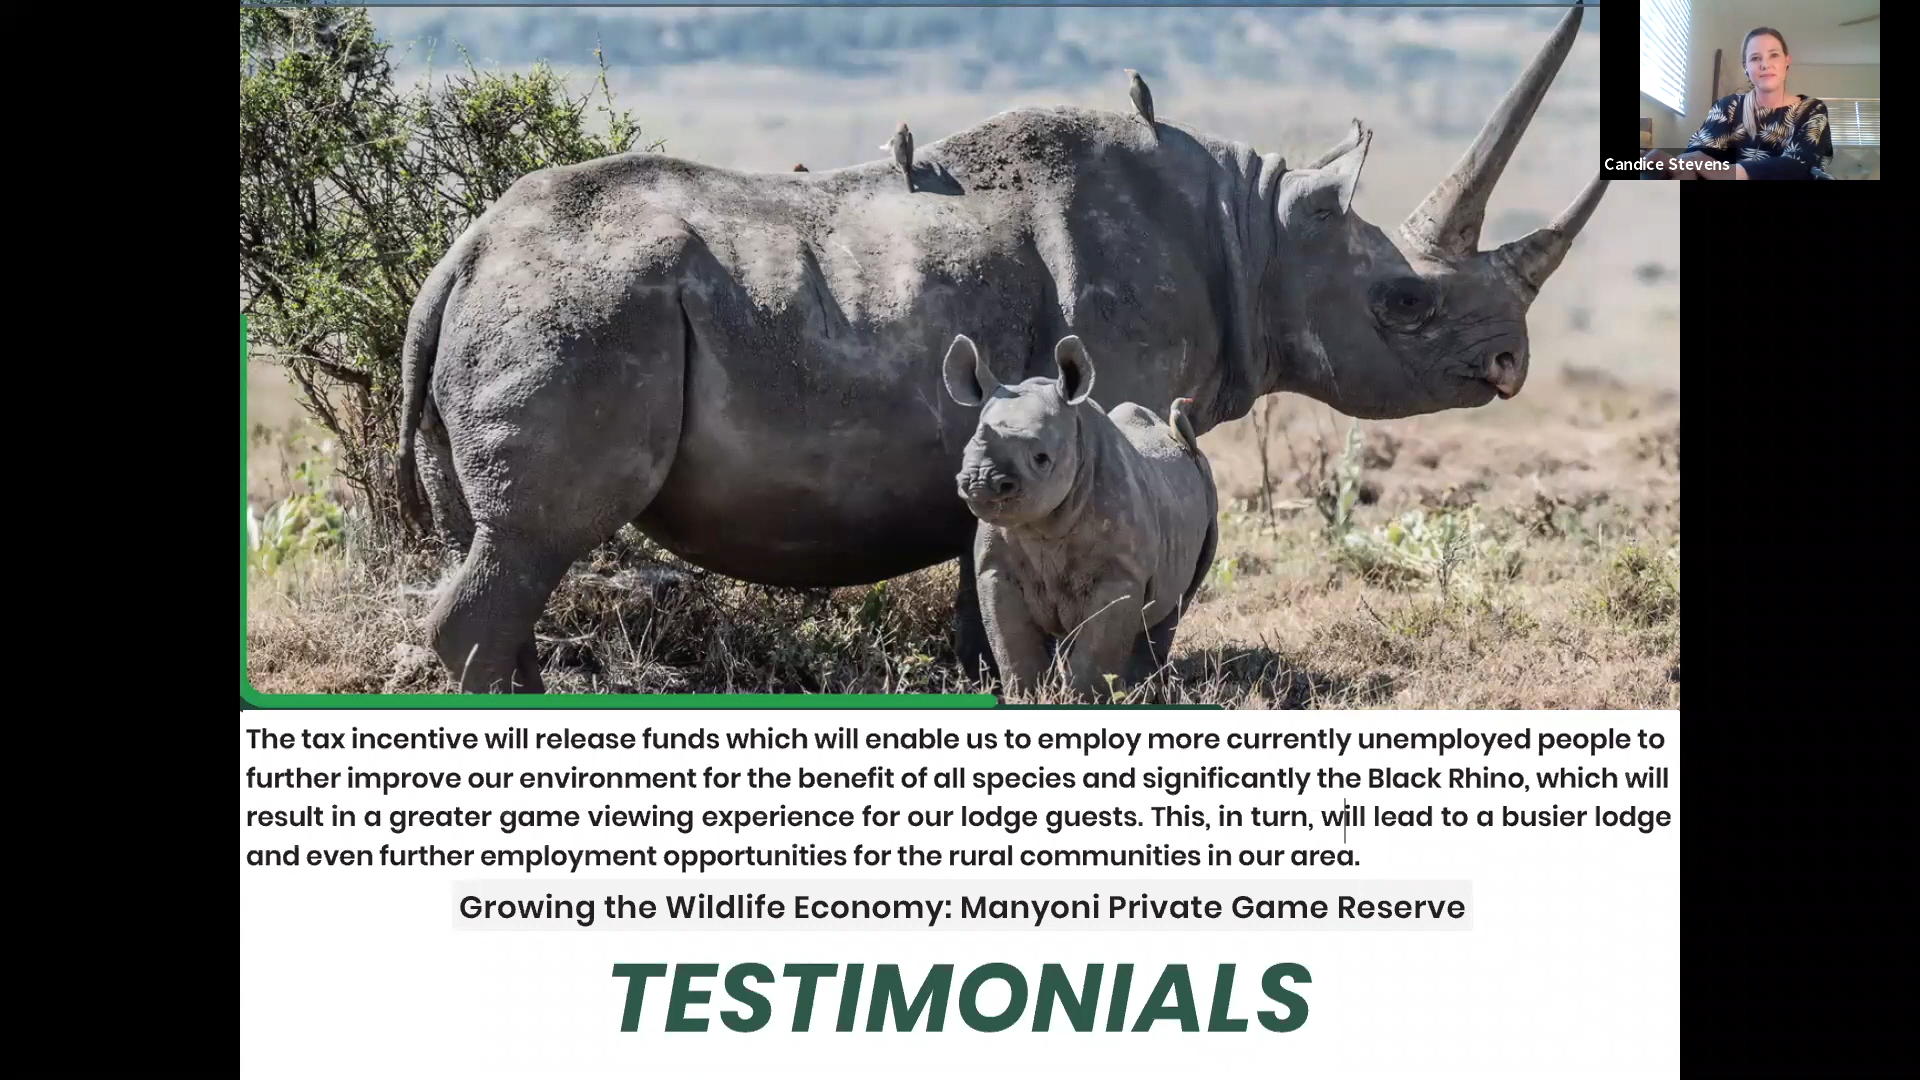 Candice Stevens
The tax incentive will release funds which will enable us to employ more currently unemployed people to
further improve our environment for the benefit of all species and significantly the Black Rhino, which will
result in a greater game viewing experience for our lodge guests. This, in turn, will lead to a busier lodge
and even further employment opportunities for the rural communities in our area.
Growing the Wildlife Economy: Manyoni Private Game Reserve
TESTIMONIALS